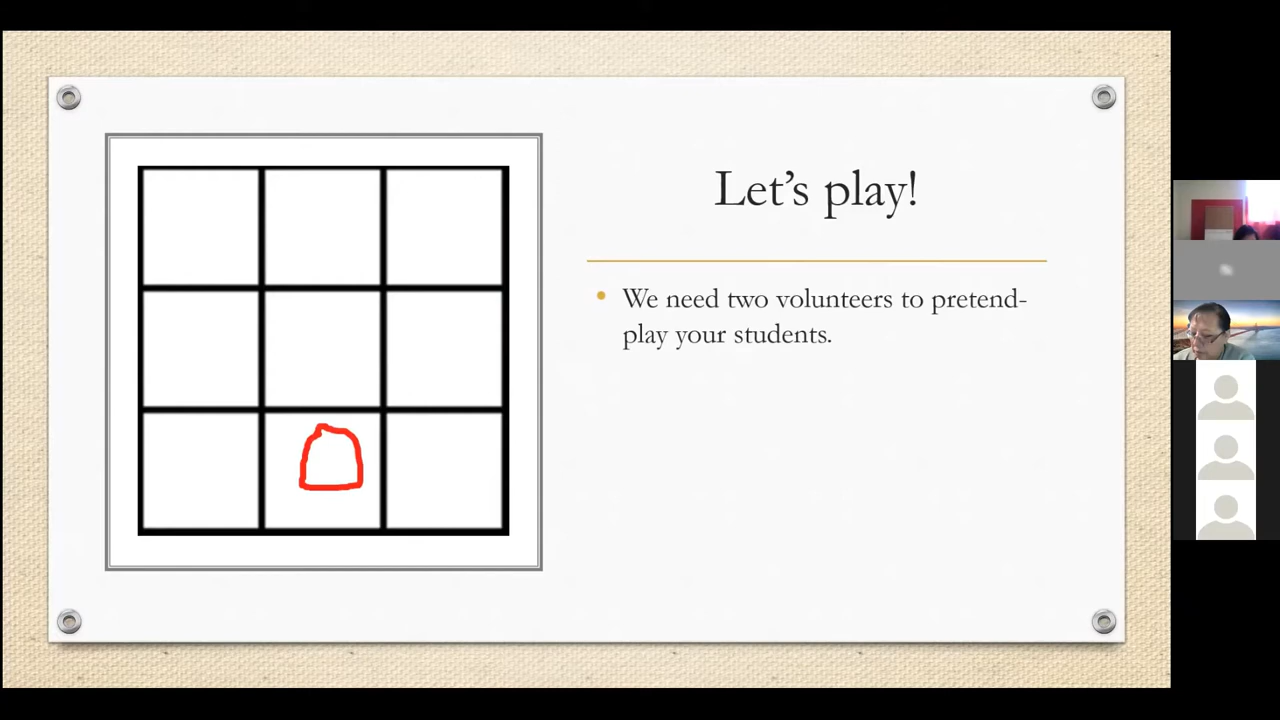 Let’s play!
• We need two volunteers to pretend-
play your students.